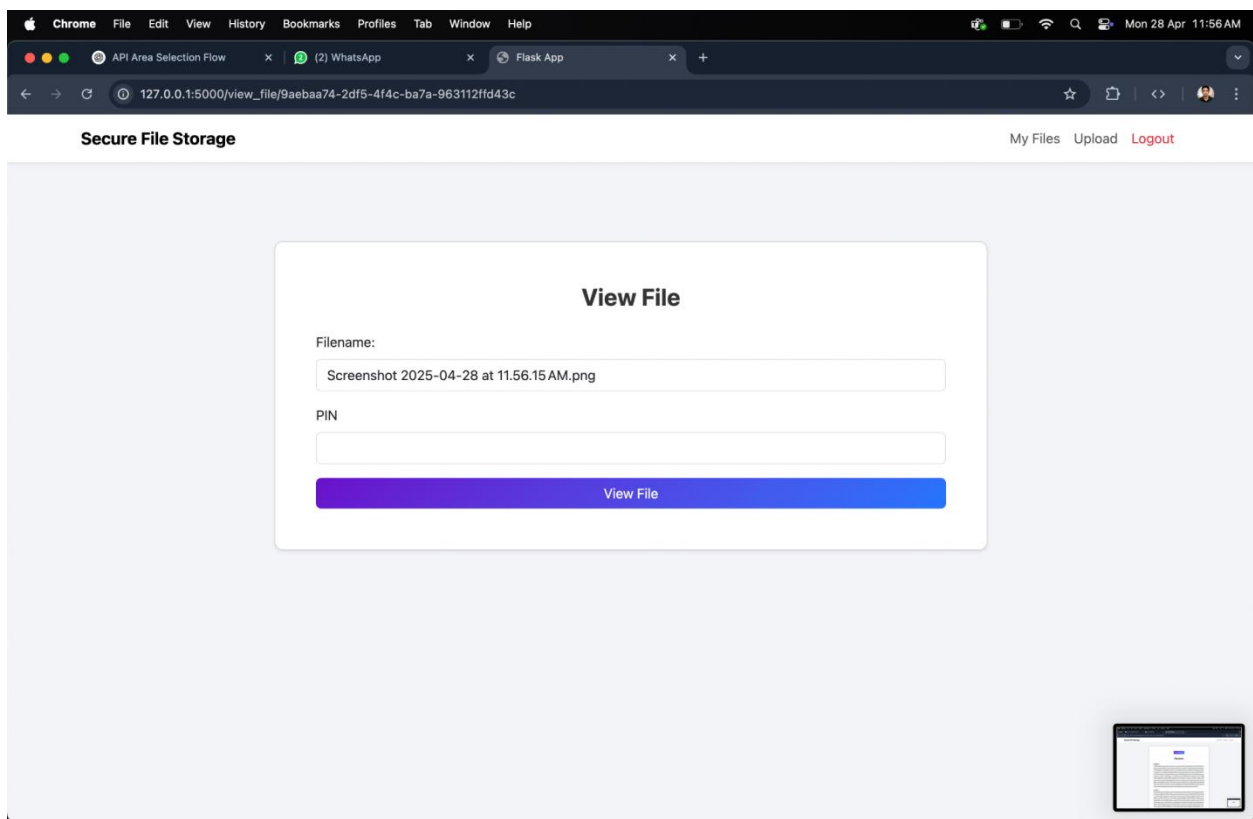 Chrome File Edit View History Bookmarks Profiles Tab Window Help Mon 28 Apr 11:56 AM
API Area Selection Flow (2) WhatsApp Flask App
127.0.0.1:5000/view_file/9aebaa74-2df5-4f4c-ba7a-963112ffd43c
Secure File Storage My Files Upload Logout
View File
Filename:
Screenshot 2025-04-28 at 11.56.15 AM.png
PIN
View File